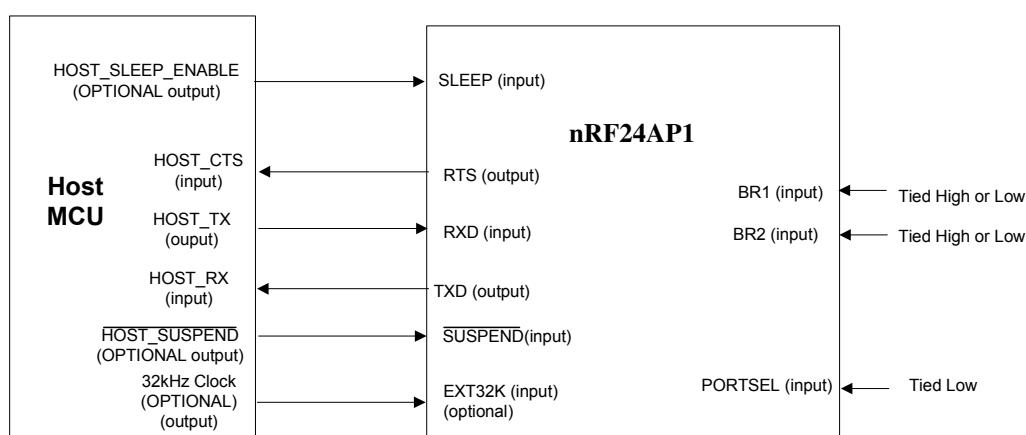 HOST_SLEEP_ENABLE
(OPTIONAL output)
SLEEP (input)
nRF24AP1
Host
MCU
HOST_CTS
(input)
RTS (output)
BR1 (input)
Tied High or Low
HOST_TX
(ouput)
RXD (input)
BR2 (input)
Tied High or Low
HOST_RX
(input)
TXD (output)
HOST_SUSPEND
(OPTIONAL output)
SUSPEND(input)
32kHz Clock
(OPTIONAL)
(output)
EXT32K (input)
(optional)
PORTSEL (input)
Tied Low